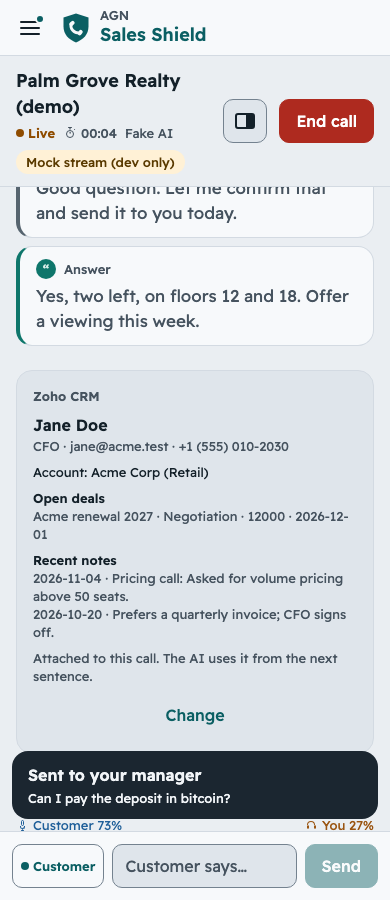 AGN
Sales Shield
Palm Grove Realty
(demo)
Live 00:04 Fake AI
End call
Mock stream (dev only)
Good question. Let me confirm that
and send it to you today.
Answer
Yes, two left, on floors 12 and 18. Offer
a viewing this week.
Zoho CRM
Jane Doe
CFO · jane@acme.test · +1 (555) 010-2030
Account: Acme Corp (Retail)
Open deals
Acme renewal 2027 · Negotiation · 12000 · 2026-12-
01
Recent notes
2026-11-04 · Pricing call: Asked for volume pricing
above 50 seats.
2026-10-20 · Prefers a quarterly invoice; CFO signs
off.
Attached to this call. The AI uses it from the next
sentence.
Change
Sent to your manager
Can I pay the deposit in bitcoin?
Customer 73% You 27%
Customer Customer says... Send